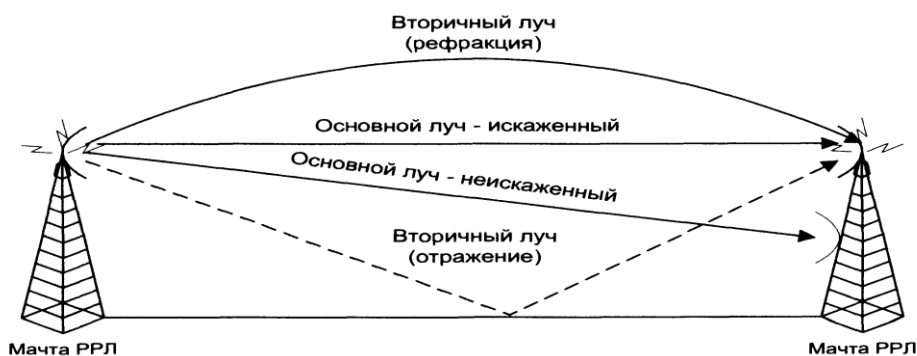 Вторичный луч
(рефракция)
Основной луч - искаженный
Основной луч - неискаженный
Вторичный луч
(отражение)
Мачта РРЛ
Мачта РРЛ